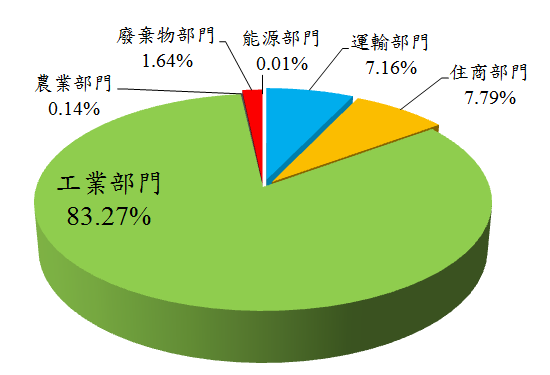 廢棄物部門
1.64%
能源部門
0.01%
運輸部門
7.16%
住商部門
7.79%
農業部門
0.14%
工業部門
83.27%